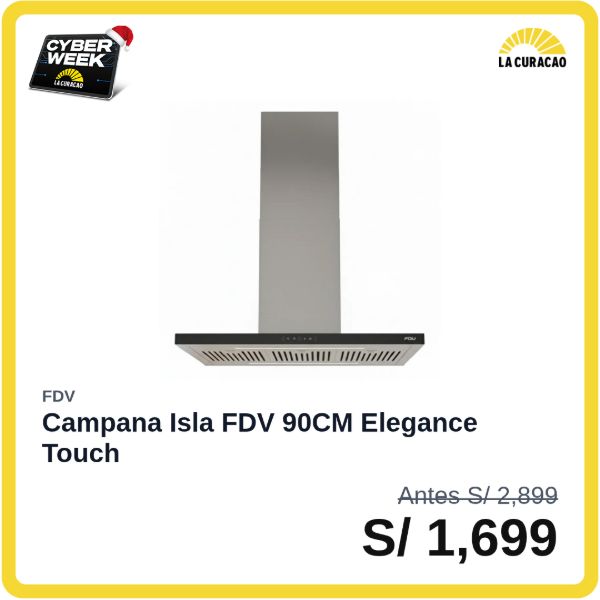 CYBER
WEEK
LA CURACAO
LA CURACAO
FDV
FDV
Campana Isla FDV 90CM Elegance
Touch
Antes S/ 2,899
S/ 1,699